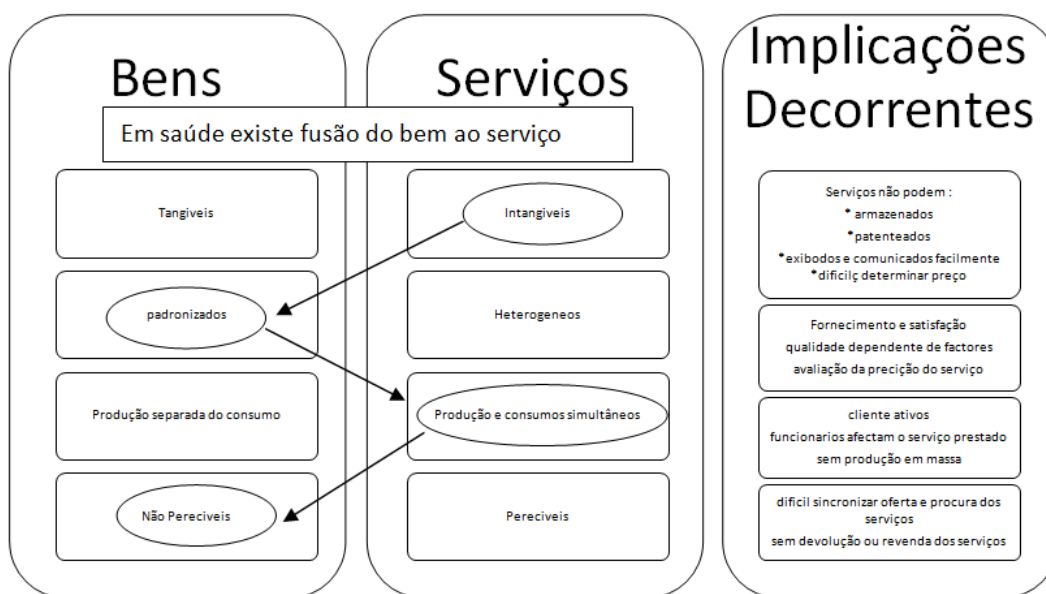 Bens
Serviços
Implicações
Decorrentes
Em saúde existe fusão do bem ao serviço
Tangiveis
Intangiveis
Serviços não podem :
* armazenados
*patenteados
*exibodos e comunicados facilmente
*dificilç determinar preço
padronizados
Heterogeneos
Fornecimento e satisfação
qualidade dependente de factores
avaliação da precição do serviço
Produção separada do consumo
Produção e consumos simultâneos
cliente ativos
funcionarios afectam o serviço prestado
sem produção em massa
Não Pereciveis
Pereciveis
dificil sincronizar oferta e procura dos
serviços
sem devolução ou revenda dos serviços